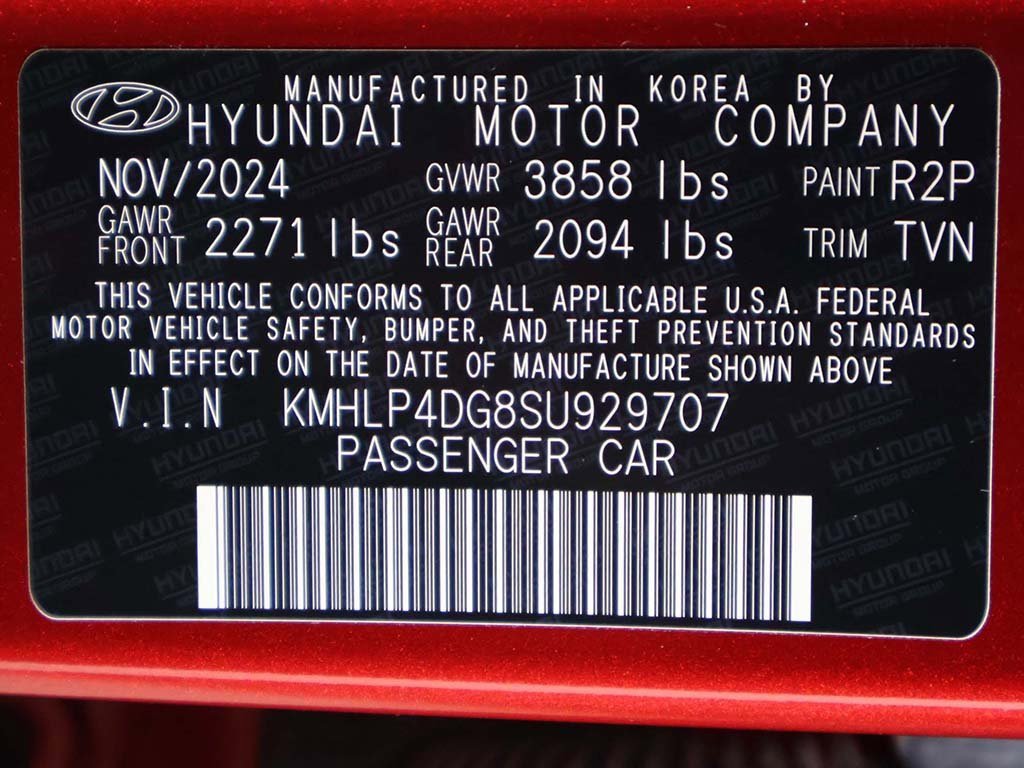 MANUFACTURED IN KOREA BY
HYUNDAI MOTOR COMPANY
NOV/2024 GVWR 3858 lbs PAINT R2P
GAWR FRONT 2271 lbs GAWR REAR 2094 lbs TRIM TVN
THIS VEHICLE CONFORMS TO ALL APPLICABLE U.S.A. FEDERAL
MOTOR VEHICLE SAFETY, BUMPER, AND THEFT PREVENTION STANDARDS
IN EFFECT ON THE DATE OF MANUFACTURE SHOWN ABOVE
V.I.N KMHLP4DG8SU929707
PASSENGER CAR